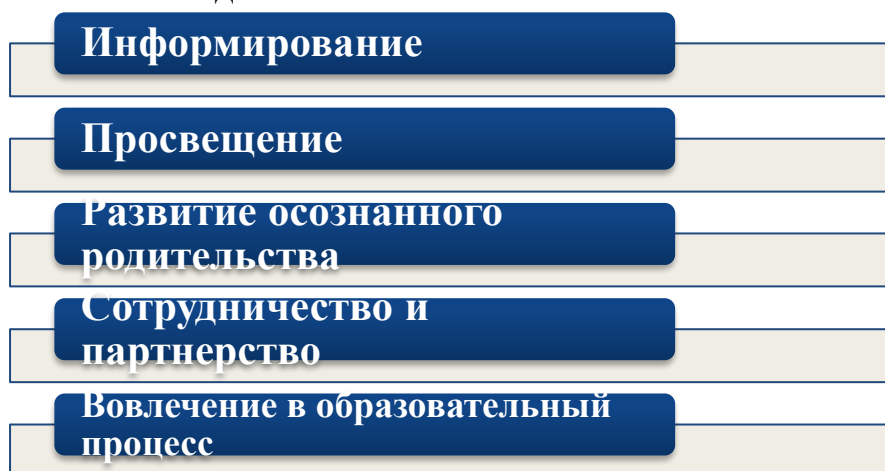 Информирование
Просвещение
Развитие осознанного
родительства
Сотрудничество и
партнерство
Вовлечение в образовательный
процесс